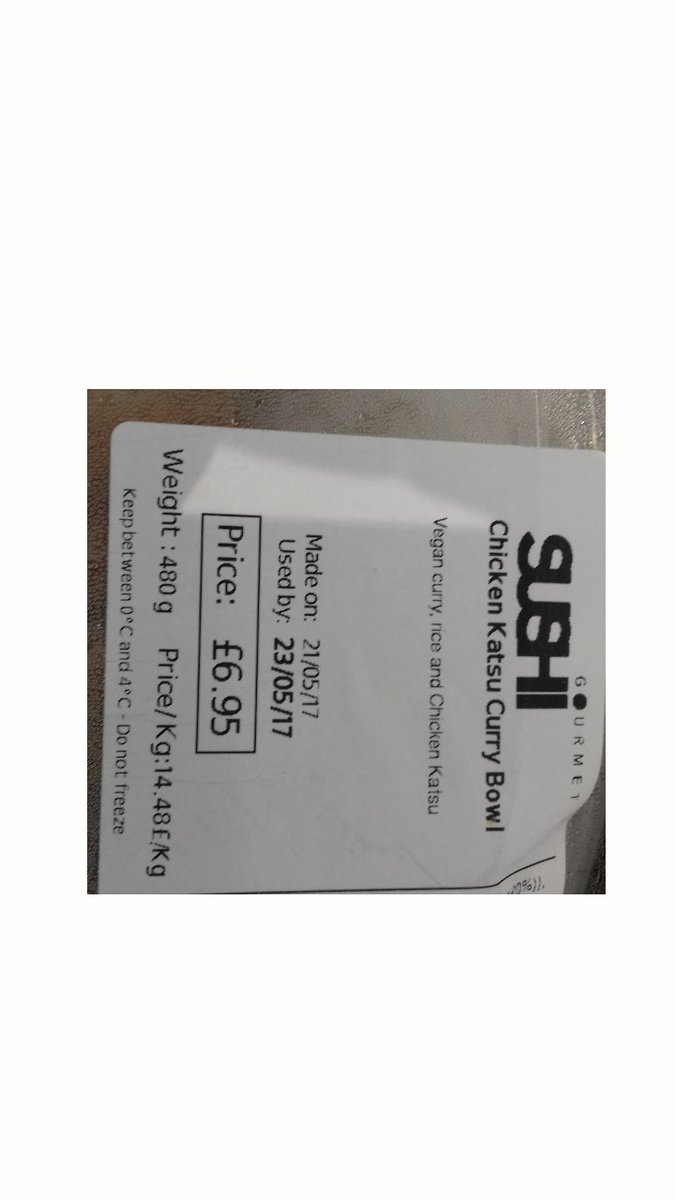 SUSHI
GOURMET
Chicken Katsu Curry Bowl
Vegan curry, rice and Chicken Katsu
Made on: 21/05/17
Used by: 23/05/17
Price: £6.95
Weight : 480 g Price/Kg:14.48£/Kg
Keep between 0°C and 4°C - Do not freeze